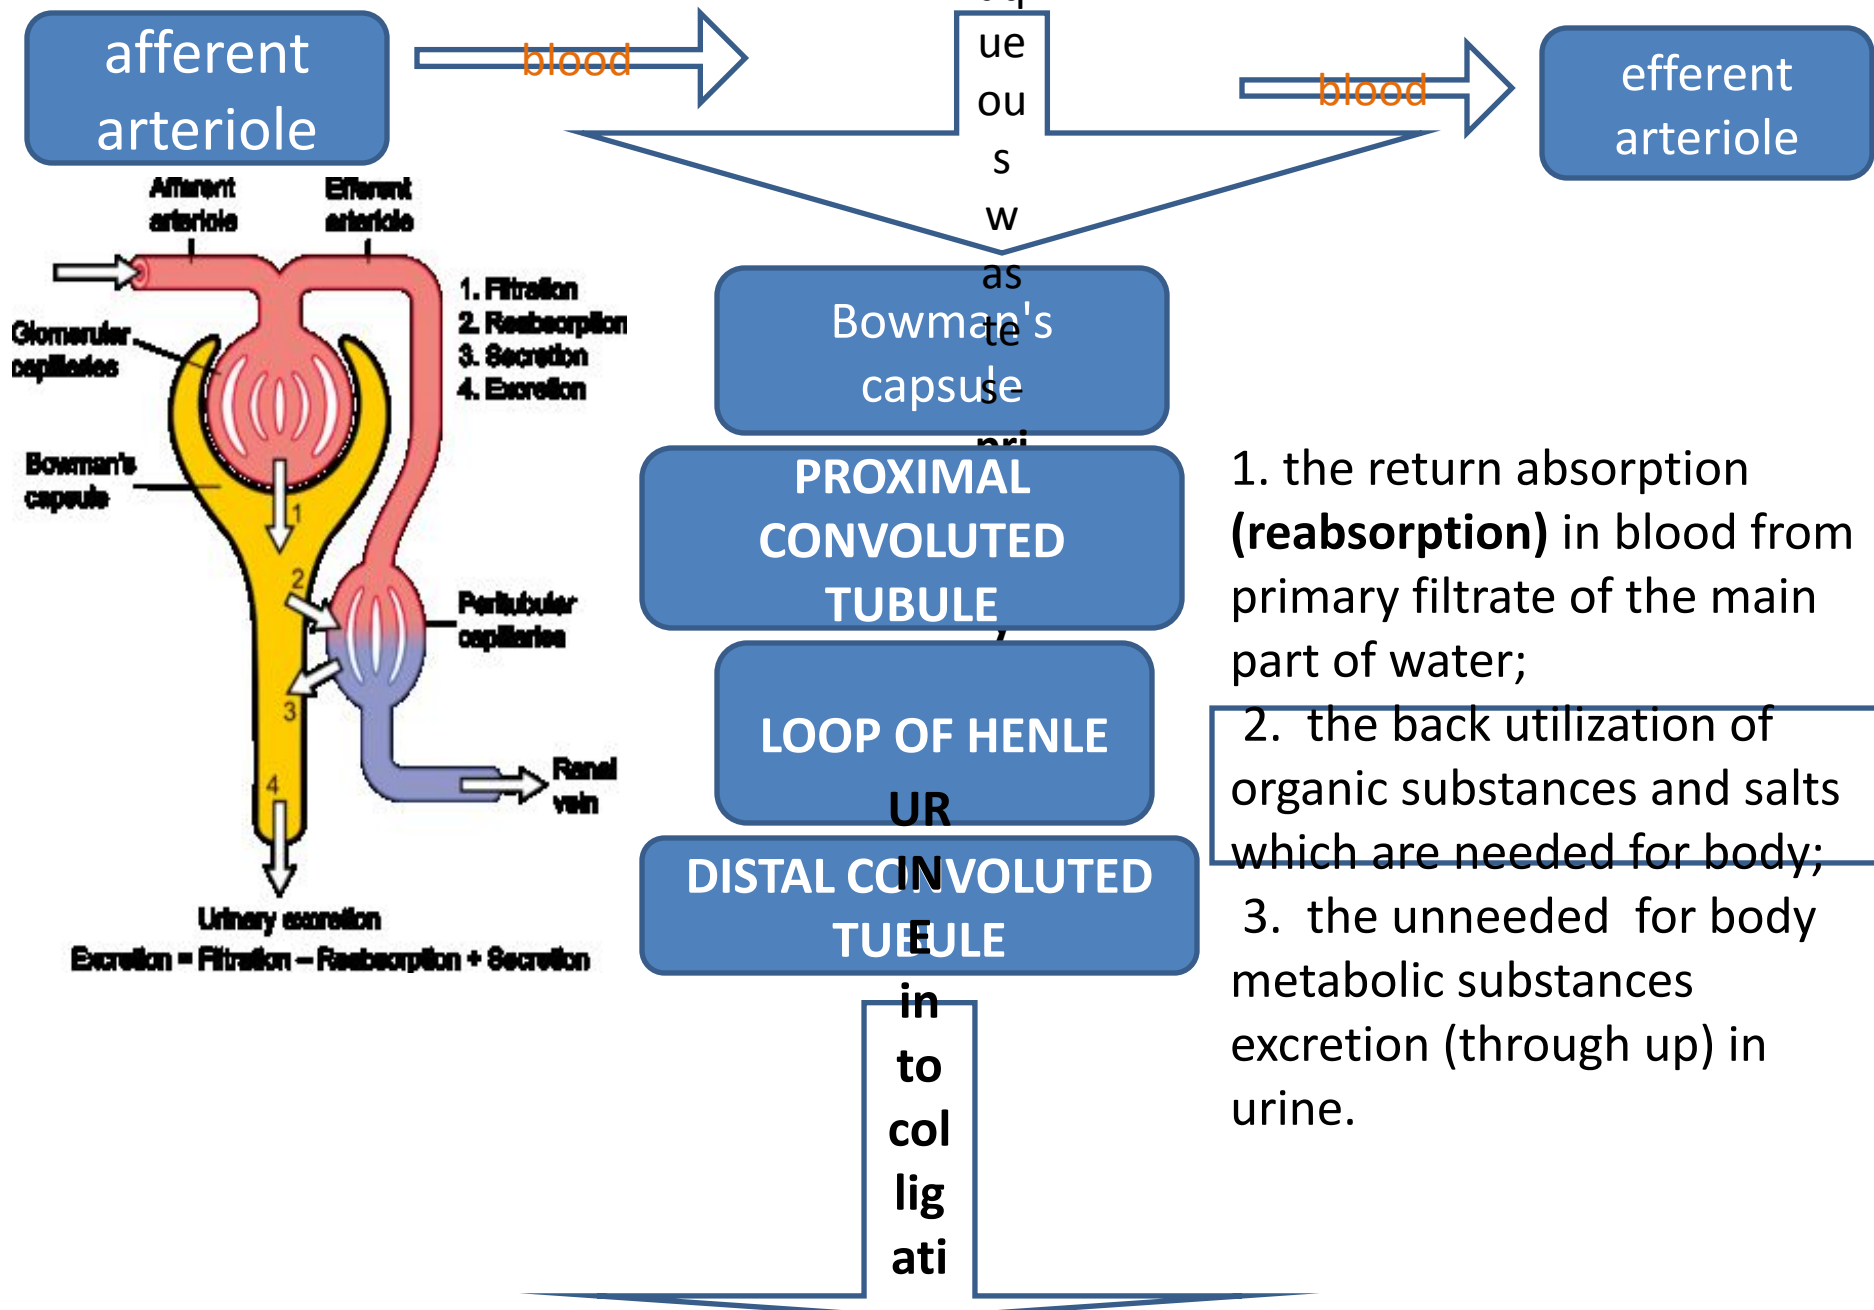 afferent
arteriole
blood
ue
ou
s
w
as
te
s -
pri
blood
efferent
arteriole
Afferent
arteriole
Efferent
arteriole
1. Filtration
2. Reabsorption
3. Secretion
4. Excretion
Glomerular
capillaries
Bowman's
capsule
1
2
3
4
Peritubular
capillaries
Renal
vein
Urinary excretion
Excretion = Filtration – Reabsorption + Secretion
Bowman's
capsule
PROXIMAL
CONVOLUTED
TUBULE
LOOP OF HENLE
DISTAL CONVOLUTED
TUBULE
UR
IN
E
in
to
col
lig
ati
1. the return absorption
(reabsorption) in blood from
primary filtrate of the main
part of water;
2. the back utilization of
organic substances and salts
which are needed for body;
3. the unneeded for body
metabolic substances
excretion (through up) in
urine.